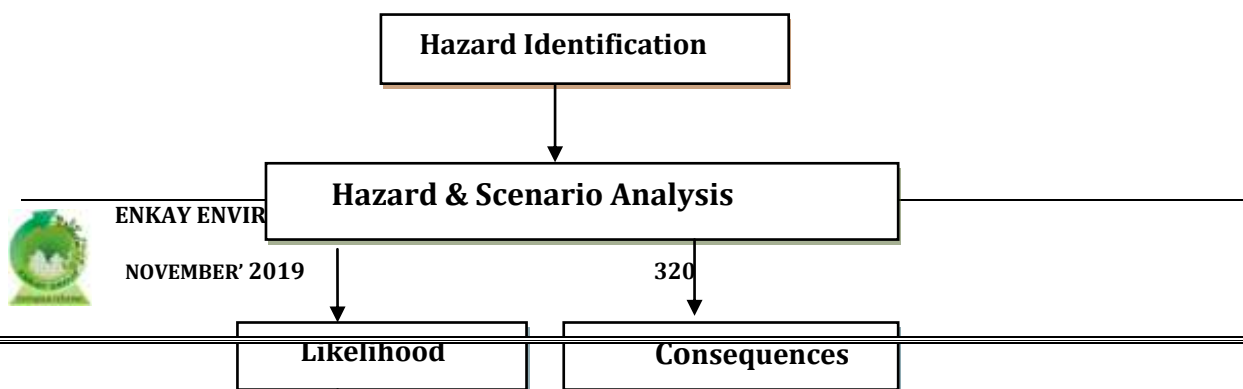 Hazard Identification
Hazard & Scenario Analysis
ENKAY ENVIR
NOVEMBER’ 2019 320
Likelihood Consequences